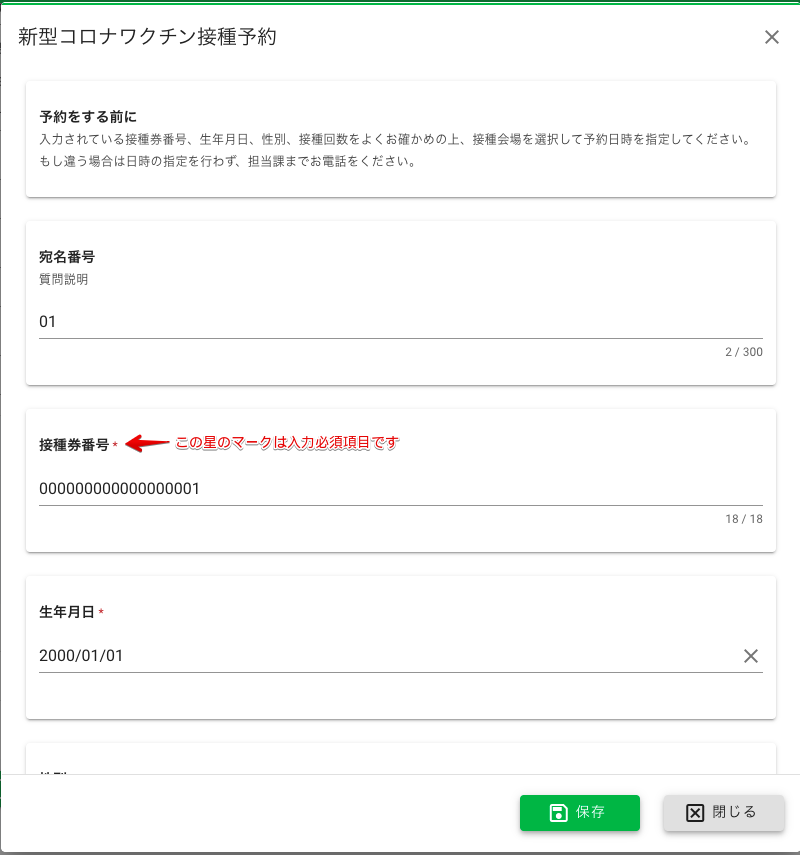 新型コロナワクチン接種予約
予約をする前に
入力されている接種券番号、生年月日、性別、接種回数をよくお確かめの上、接種会場を選択して予約日時を指定してください。
もし違う場合は日時の指定を行わず、担当課までお電話をください。
宛名番号
質問説明
01
2 / 300
接種券番号 * この星のマークは入力必須項目です
000000000000000001
18 / 18
生年月日 *
2000/01/01
保存 閉じる